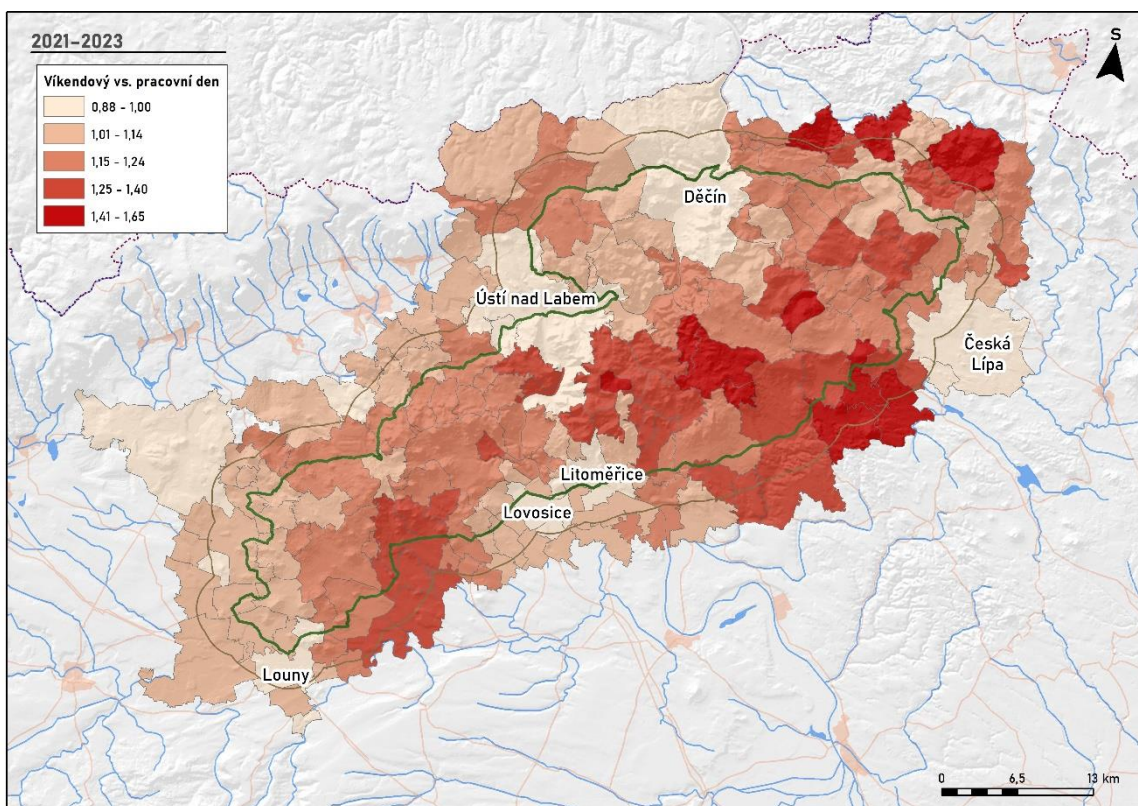 2021–2023
Víkendový vs. pracovní den
0,88 - 1,00
1,01 - 1,14
1,15 - 1,24
1,25 - 1,40
1,41 - 1,65
S
Děčín
Ústí nad Labem
Česká
Lípa
Litoměřice
Lovosice
Louny
0 6,5 13 km